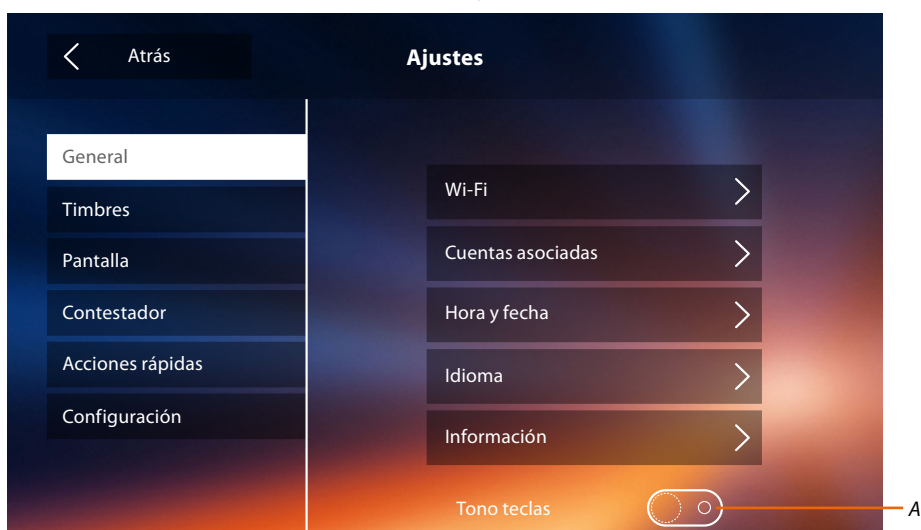 Atrás
Ajustes
General
Timbres
Pantalla
Contestador
Acciones rápidas
Configuración
Wi-Fi
Cuentas asociadas
Hora y fecha
Idioma
Información
Tono teclas
A